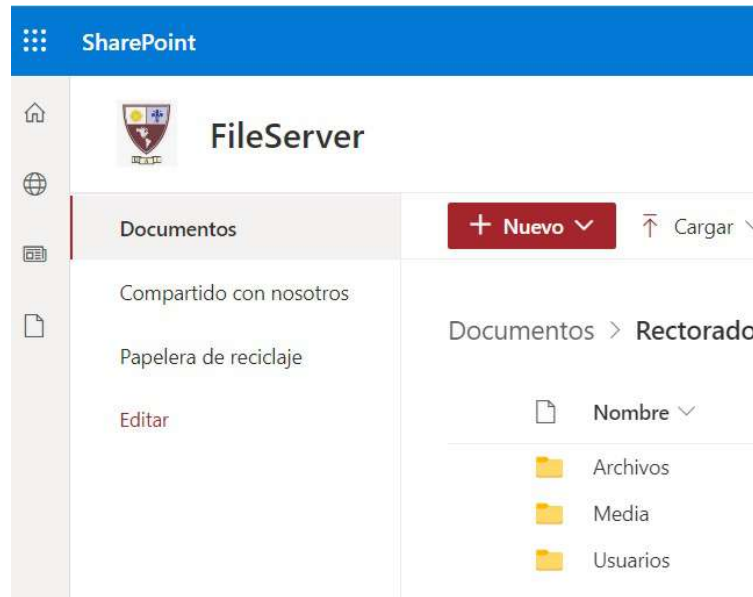 SharePoint
FileServer
Documentos
Compartido con nosotros
Papelera de reciclaje
Editar
Nuevo
Cargar
Documentos > Rectorado
Nombre
Archivos
Media
Usuarios